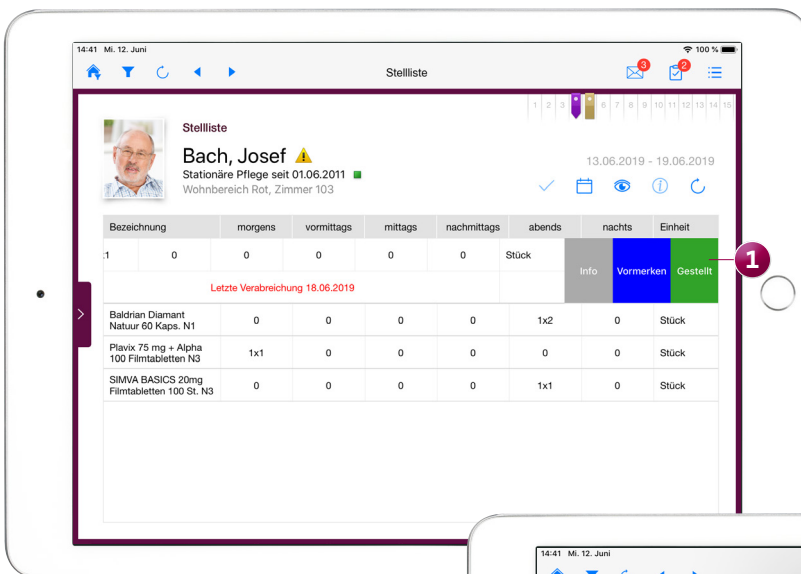 14:41 Mi. 12. Juni 100 %
Stellliste 3 2
1 2 3 6 7 8 9 10 11 12 13 14 15
Stellliste
Bach, Josef
13.06.2019 - 19.06.2019
Stationäre Pflege seit 01.06.2011
Wohnbereich Rot, Zimmer 103
Bezeichnung morgens vormittags mittags nachmittags abends nachts Einheit
:1 0 0 0 0 Stück
Info Vormerken Gestellt 1
Letzte Verabreichung 18.06.2019
Baldrian Diamant
Natuur 60 Kaps. N1 0 0 0 0 1x2 0 Stück
Plavix 75 mg + Alpha
100 Filmtabletten N3 1x1 0 0 0 0 0 Stück
SIMVA BASICS 20mg
Filmtabletten 100 St. N3 0 0 0 0 1x1 0 Stück
14:41 Mi. 12. Juni